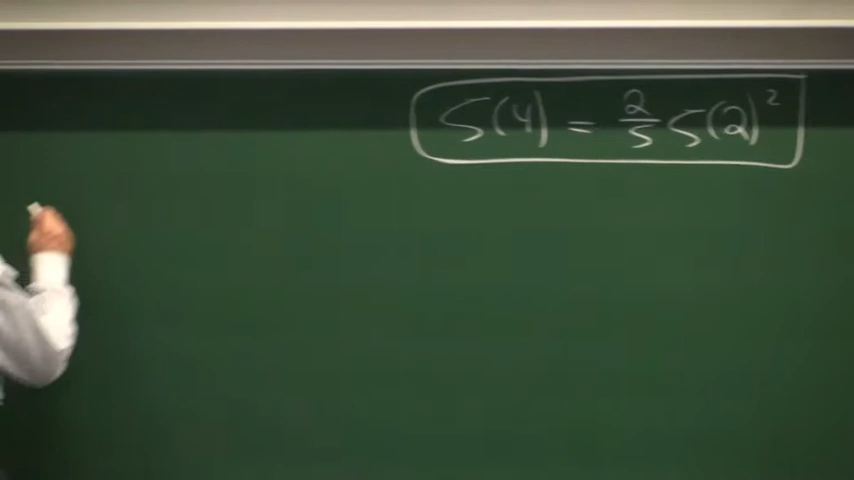 ζ(4) = 2/5 ζ(2)²